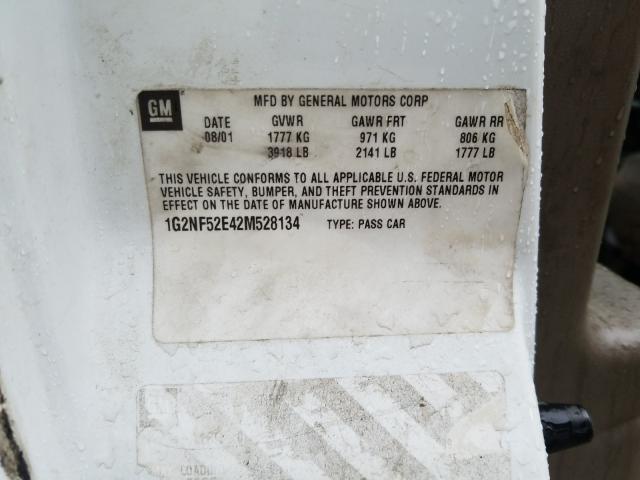 GM
MFD BY GENERAL MOTORS CORP
DATE GVWR GAWR FRT GAWR RR
08/01 1777 KG 971 KG 806 KG
3918 LB 2141 LB 1777 LB
THIS VEHICLE CONFORMS TO ALL APPLICABLE U.S. FEDERAL MOTOR
VEHICLE SAFETY, BUMPER, AND THEFT PREVENTION STANDARDS IN
EFFECT ON THE DATE OF MANUFACTURE SHOWN ABOVE.
1G2NF52E42M528134 TYPE: PASS CAR
LOADIN